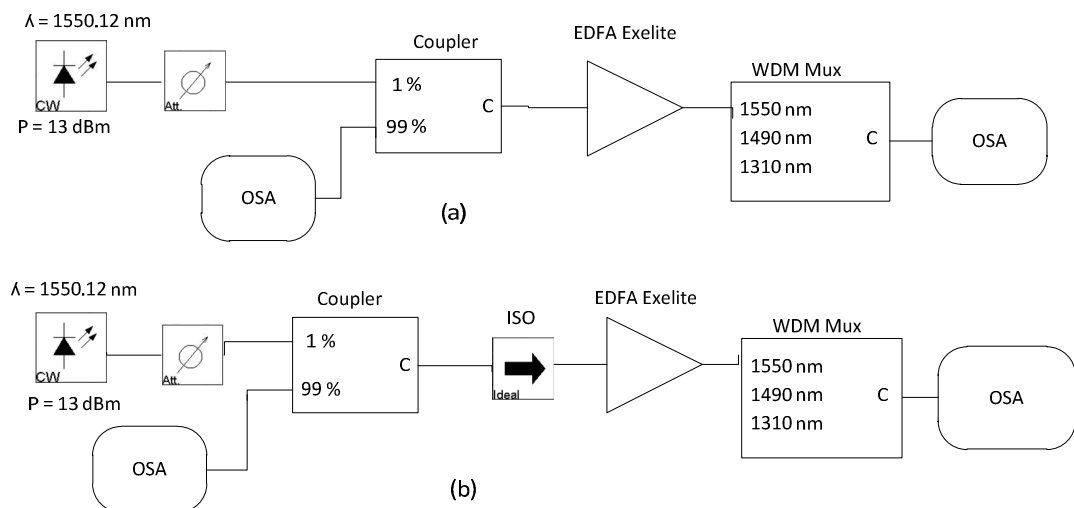 λ = 1550.12 nm
CW
P = 13 dBm
Att.
Coupler
1 %
99 %
C
OSA
EDFA Exelite
WDM Mux
1550 nm
1490 nm
1310 nm
C
OSA
(a)
λ = 1550.12 nm
CW
P = 13 dBm
Att.
Coupler
1 %
99 %
C
OSA
ISO
Ideal
EDFA Exelite
WDM Mux
1550 nm
1490 nm
1310 nm
C
OSA
(b)